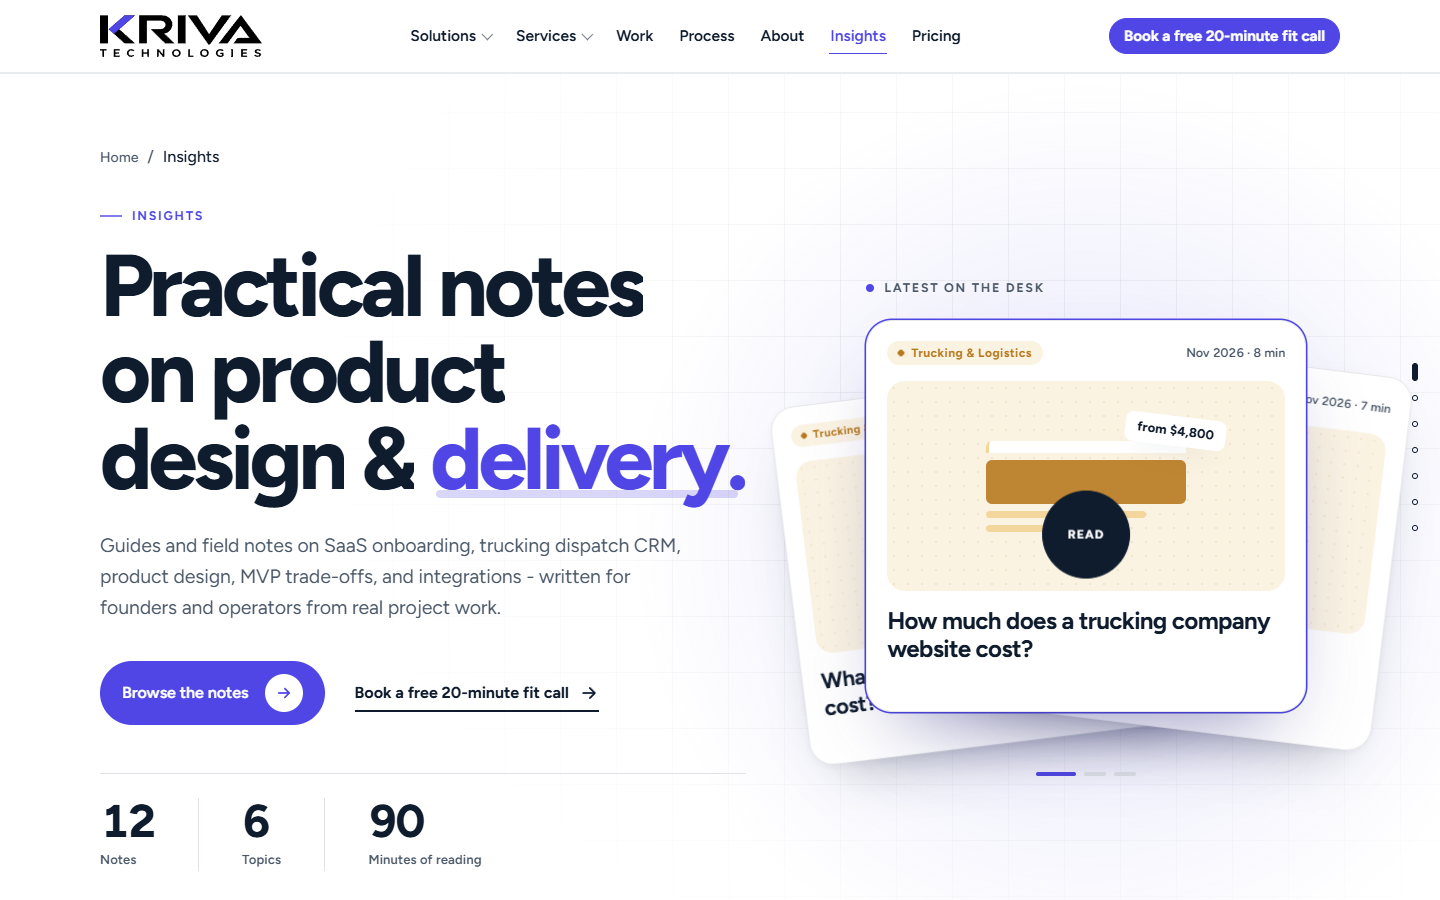 KRIVA
TECHNOLOGIES
Solutions
Services
Work
Process
About
Insights
Pricing
Book a free 20-minute fit call
Home / Insights
INSIGHTS
Practical notes
on product
design & delivery.
Guides and field notes on SaaS onboarding, trucking dispatch CRM,
product design, MVP trade-offs, and integrations - written for
founders and operators from real project work.
Browse the notes
Book a free 20-minute fit call
12
Notes
6
Topics
90
Minutes of reading
LATEST ON THE DESK
Trucking & Logistics
Nov 2026 · 8 min
from $4,800
READ
How much does a trucking company
website cost?
Trucking
cost?
2026 · 7 min